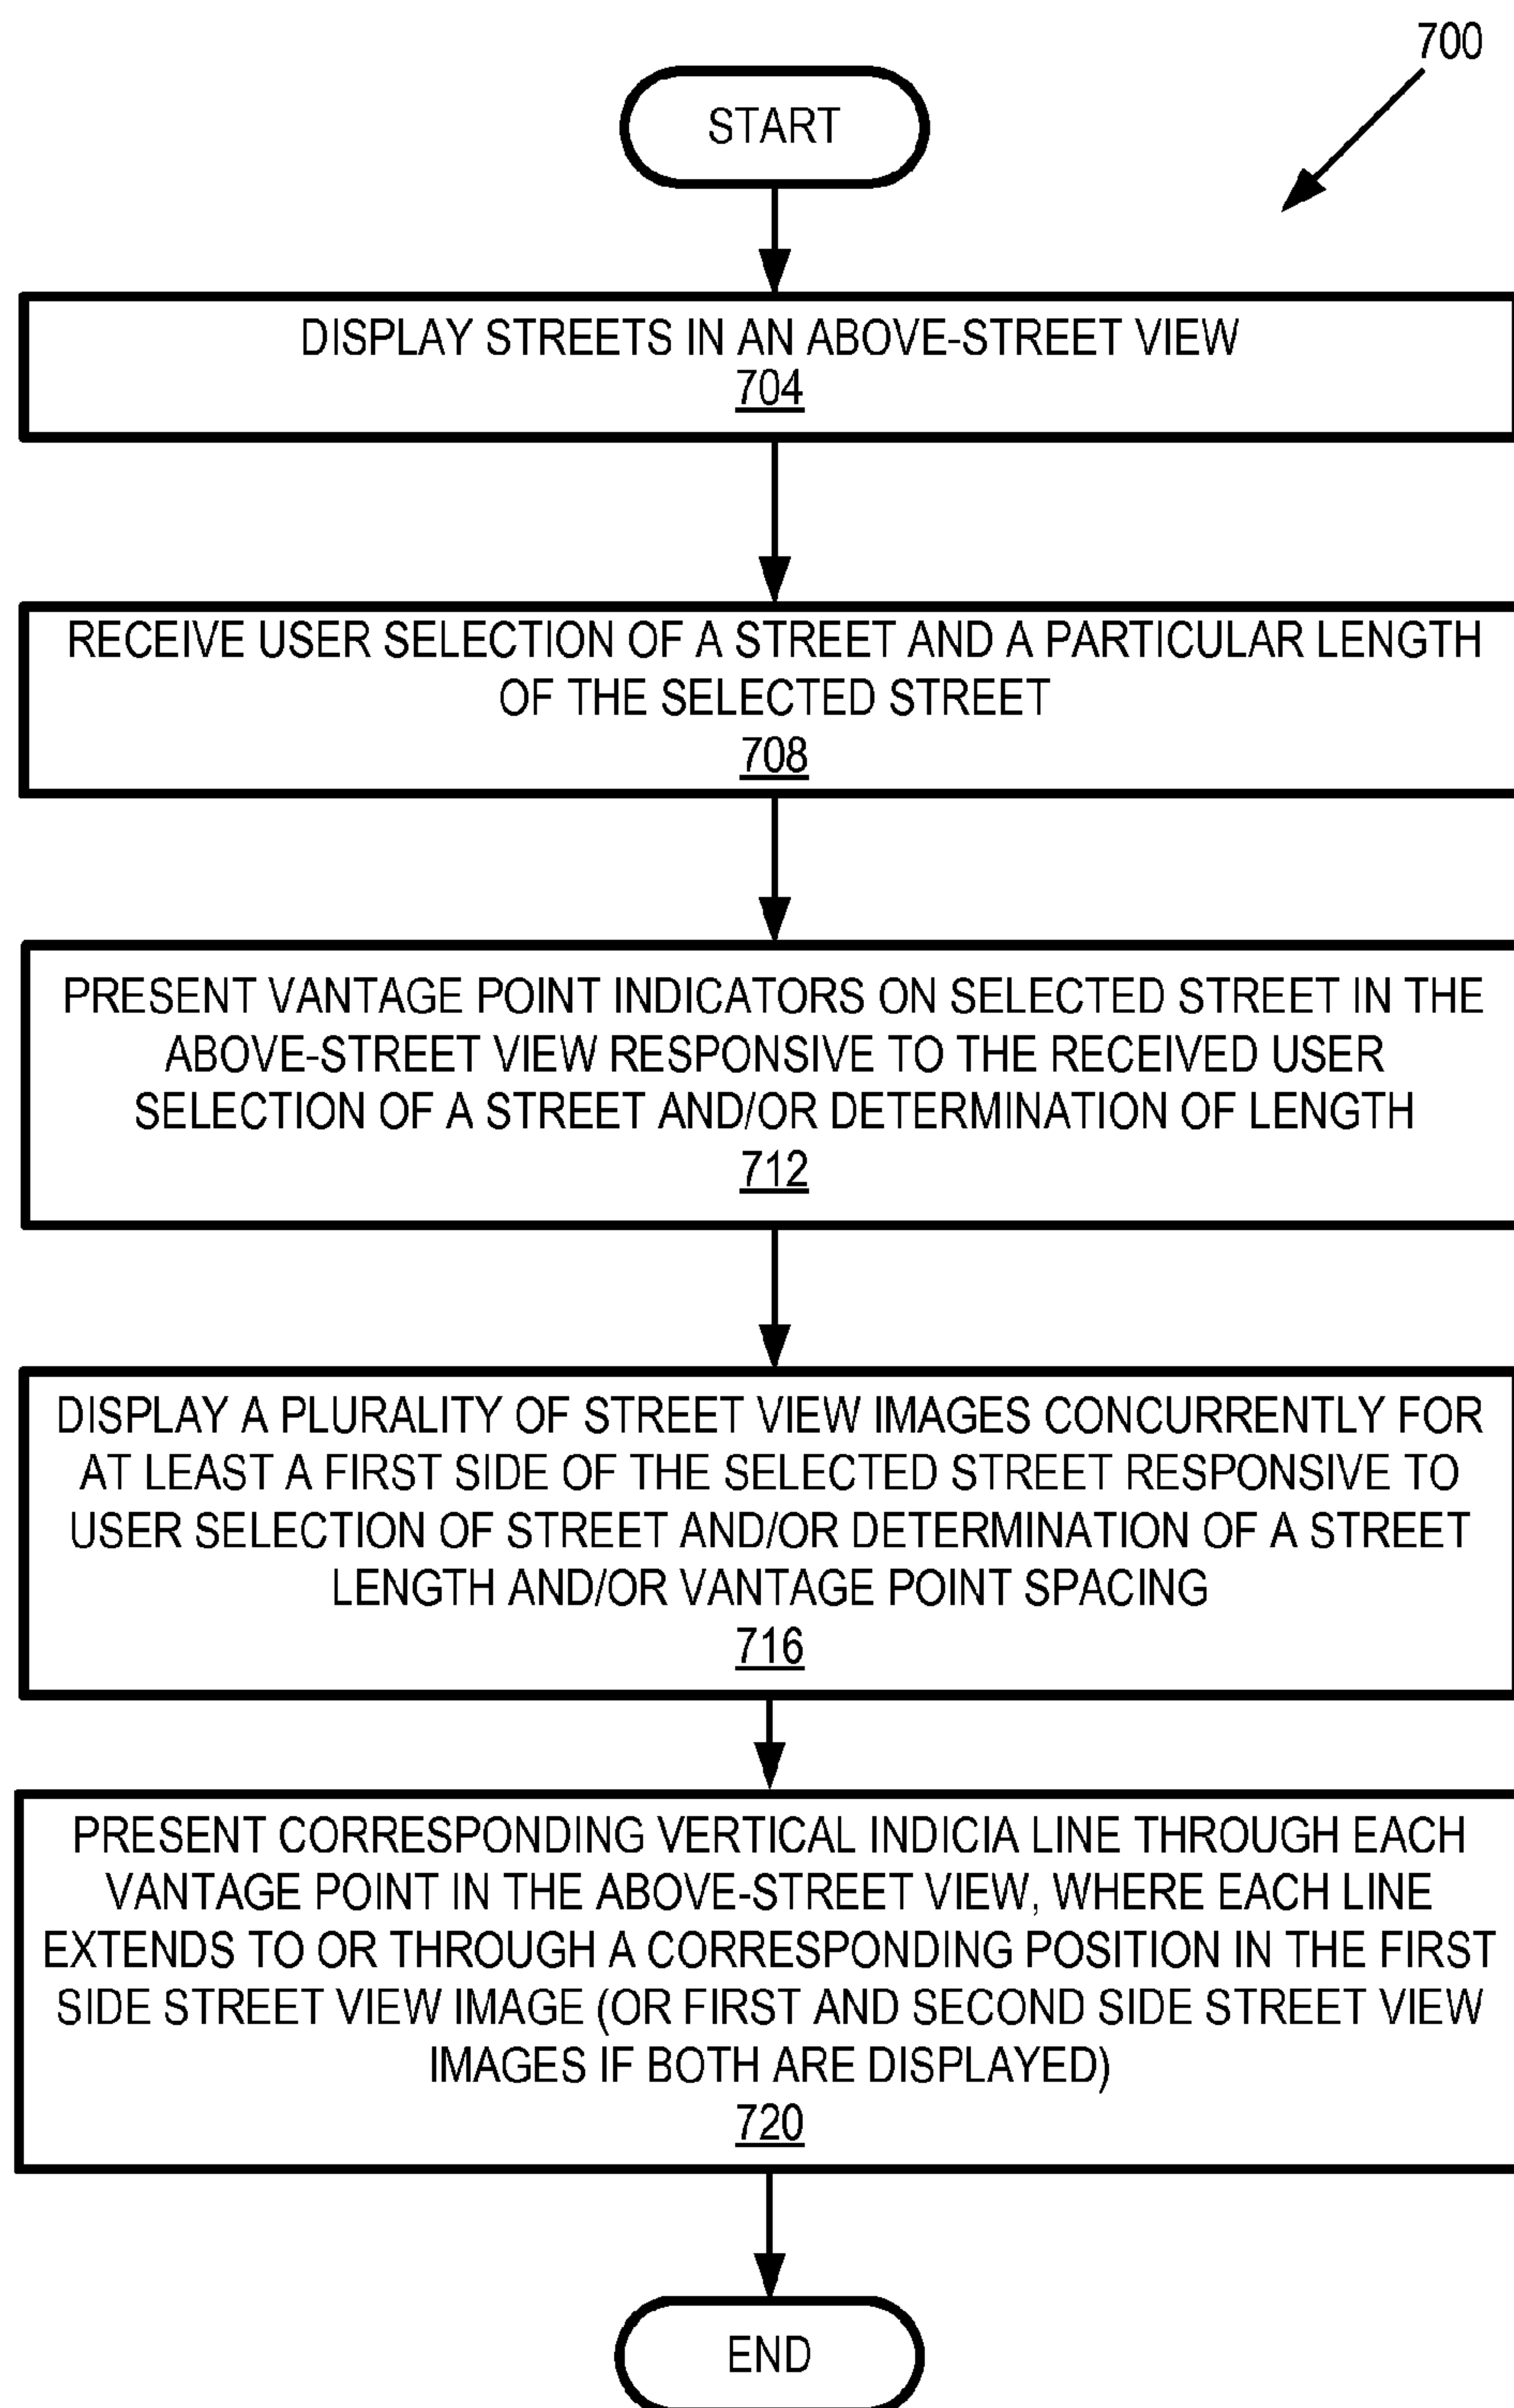 700
START
DISPLAY STREETS IN AN ABOVE-STREET VIEW
704
RECEIVE USER SELECTION OF A STREET AND A PARTICULAR LENGTH
OF THE SELECTED STREET
708
PRESENT VANTAGE POINT INDICATORS ON SELECTED STREET IN THE
ABOVE-STREET VIEW RESPONSIVE TO THE RECEIVED USER
SELECTION OF A STREET AND/OR DETERMINATION OF LENGTH
712
DISPLAY A PLURALITY OF STREET VIEW IMAGES CONCURRENTLY FOR
AT LEAST A FIRST SIDE OF THE SELECTED STREET RESPONSIVE TO
USER SELECTION OF STREET AND/OR DETERMINATION OF A STREET
LENGTH AND/OR VANTAGE POINT SPACING
716
PRESENT CORRESPONDING VERTICAL INDICIA LINE THROUGH EACH
VANTAGE POINT IN THE ABOVE-STREET VIEW, WHERE EACH LINE
EXTENDS TO OR THROUGH A CORRESPONDING POSITION IN THE FIRST
SIDE STREET VIEW IMAGE (OR FIRST AND SECOND SIDE STREET VIEW
IMAGES IF BOTH ARE DISPLAYED)
720
END